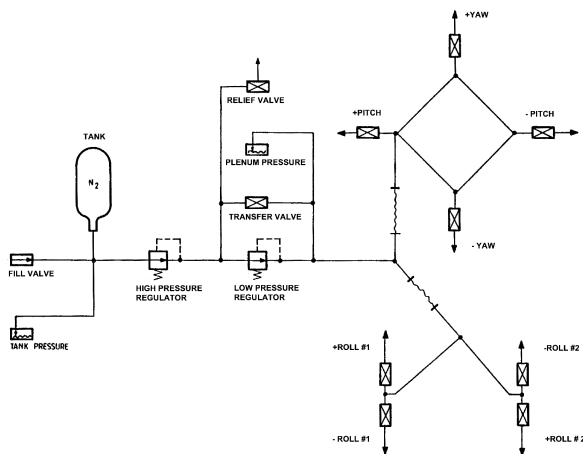 +YAW
RELIEF VALVE
+PITCH
- PITCH
TANK
N2
PLENUM PRESSURE
TRANSFER VALVE
- YAW
FILL VALVE
HIGH PRESSURE
REGULATOR
LOW PRESSURE
REGULATOR
TANK PRESSURE
+ROLL #1
-ROLL #2
- ROLL #1
+ROLL # 2